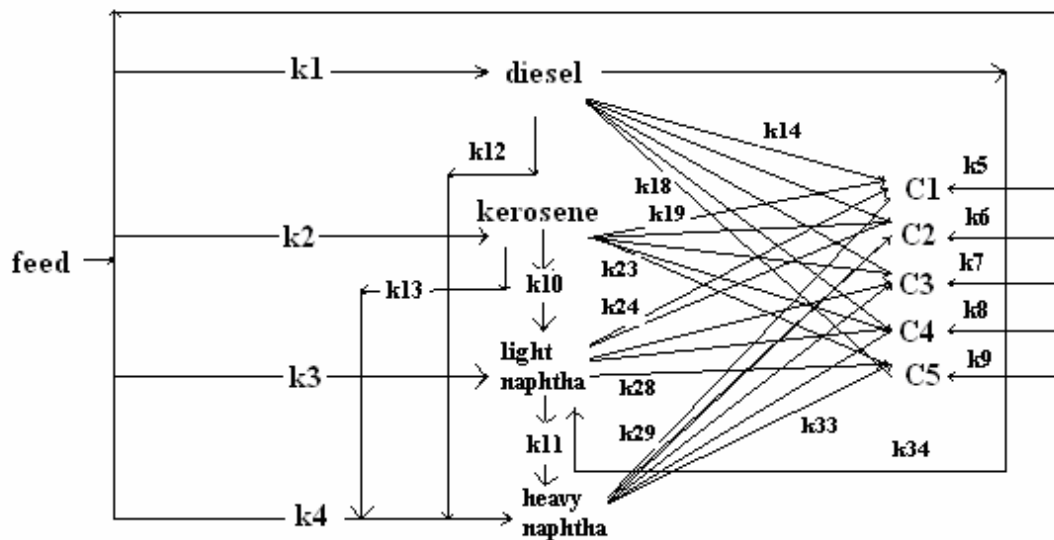 k1
diesel
k14
k12
k5
k18
C1
kerosene
k19
k6
k2
C2
feed
k23
k7
k13
k10
C3
k24
k8
C4
light
naphtha
k3
k9
C5
k28
k29
k33
k11
k34
heavy
naphtha
k4